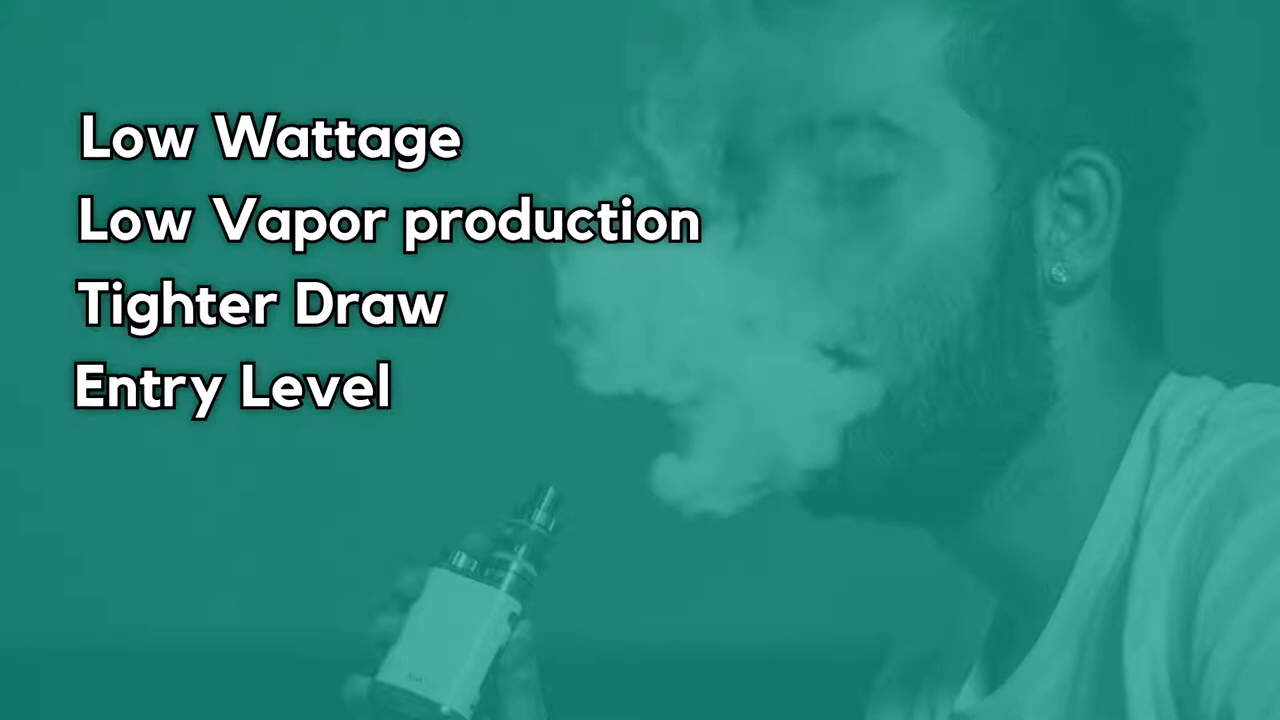 Low Wattage
Low Vapor production
Tighter Draw
Entry Level